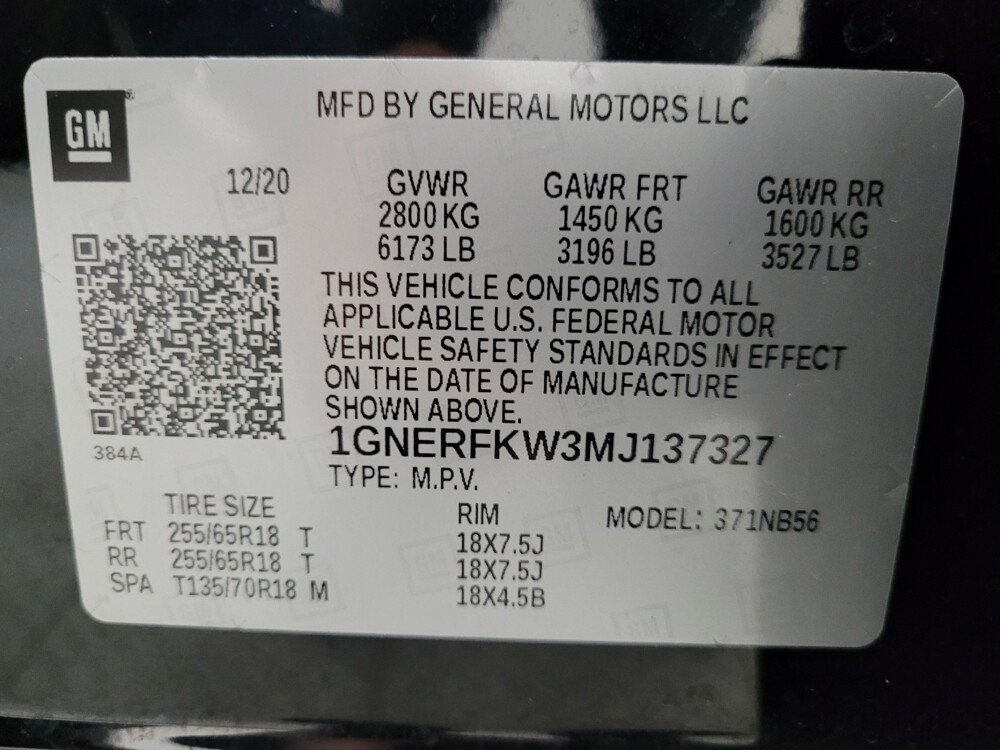 GM
MFD BY GENERAL MOTORS LLC
12/20 GVWR GAWR FRT GAWR RR
2800 KG 1450 KG 1600 KG
6173 LB 3196 LB 3527 LB
THIS VEHICLE CONFORMS TO ALL
APPLICABLE U.S. FEDERAL MOTOR
VEHICLE SAFETY STANDARDS IN EFFECT
ON THE DATE OF MANUFACTURE
SHOWN ABOVE.
1GNERFKW3MJ137327
384A
TYPE: M.P.V.
TIRE SIZE RIM MODEL: 371NB56
FRT 255/65R18 T 18X7.5J
RR 255/65R18 T 18X7.5J
SPA T135/70R18 M 18X4.5B